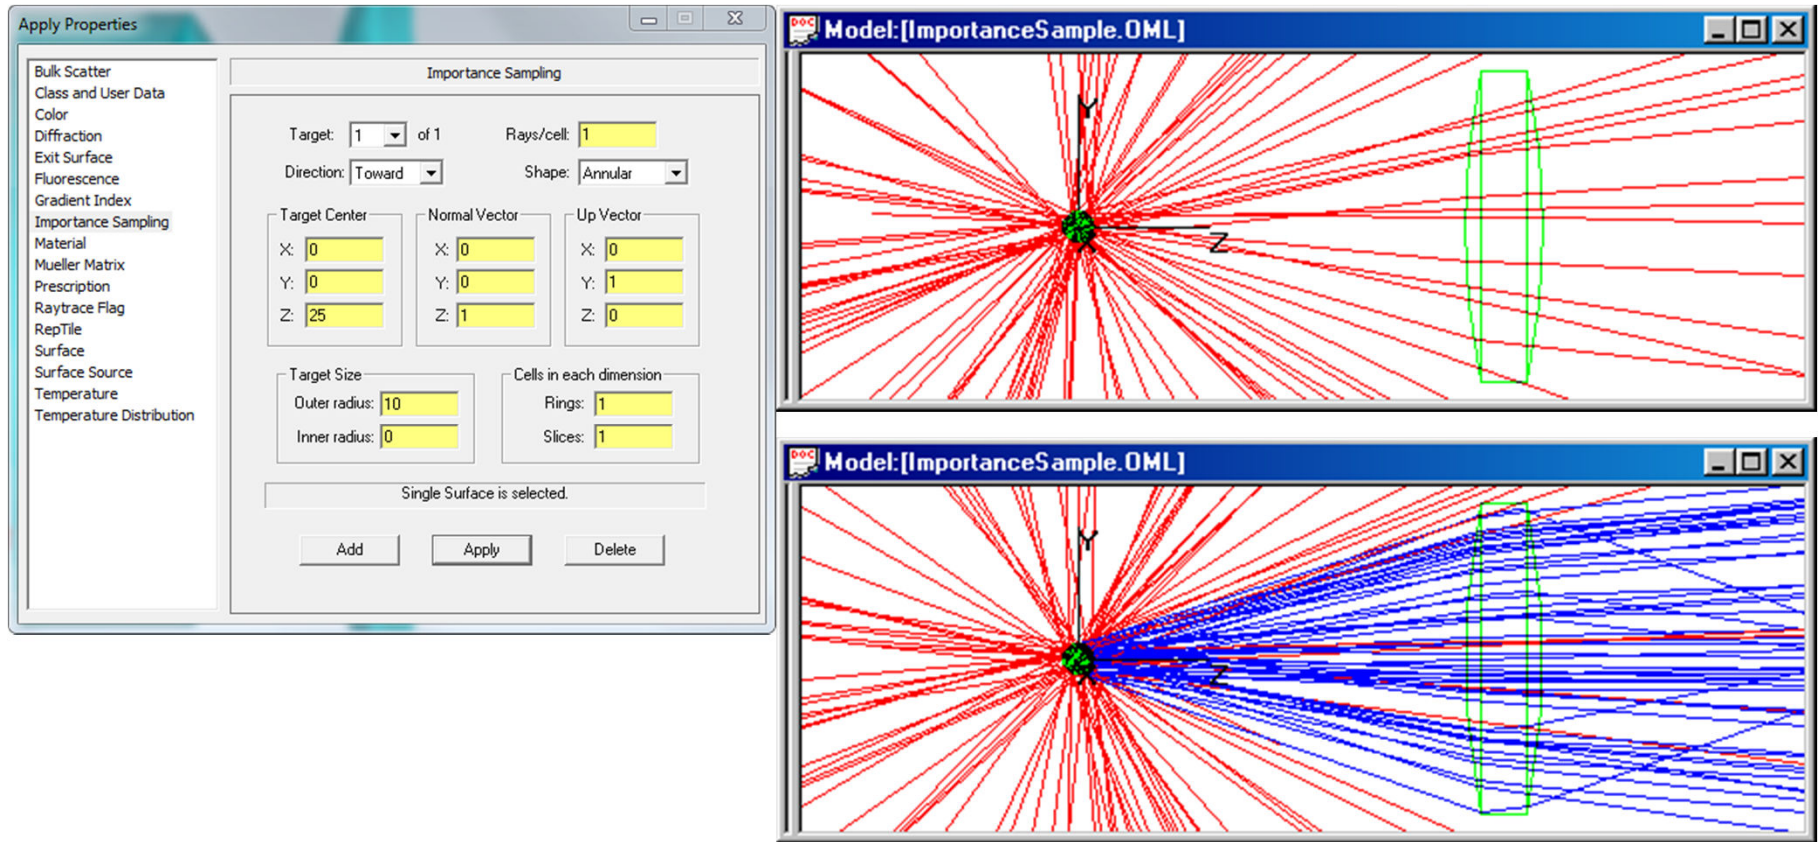 Apply Properties
Bulk Scatter
Class and User Data
Color
Diffraction
Exit Surface
Fluorescence
Gradient Index
Importance Sampling
Material
Mueller Matrix
Prescription
Raytrace Flag
RepTile
Surface
Surface Source
Temperature
Temperature Distribution
Importance Sampling
Target: 1 of 1 Rays/cell: 1
Direction: Toward Shape: Annular
Target Center Normal Vector Up Vector
X: 0 X: 0 X: 0
Y: 0 Y: 0 Y: 1
Z: 25 Z: 1 Z: 0
Target Size Cells in each dimension
Outer radius: 10 Rings: 1
Inner radius: 0 Slices: 1
Single Surface is selected.
Add Apply Delete
DOC Model:[ImportanceSample.OML]
Y
Z
X
DOC Model:[ImportanceSample.OML]
Y
Z
X